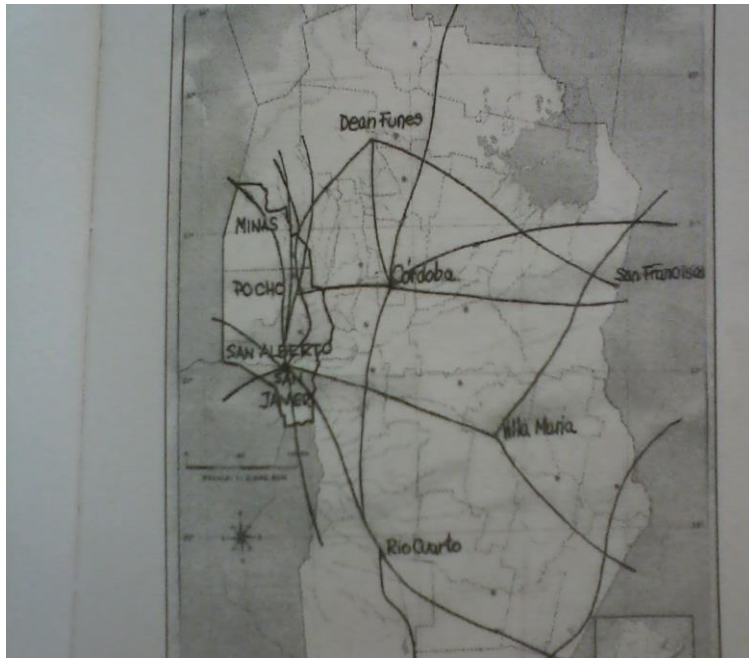 Dean Funes
MINAS
Córdoba
San Francisco
POCHO
SAN ALBERTO
SAN
JAVIER
Villa Maria
Rio Cuarto